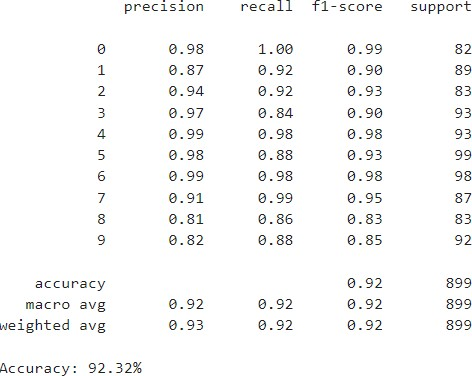 precision recall f1-score support
0 0.98 1.00 0.99 82
1 0.87 0.92 0.90 89
2 0.94 0.92 0.93 83
3 0.97 0.84 0.90 93
4 0.99 0.98 0.98 93
5 0.98 0.88 0.93 99
6 0.99 0.98 0.98 98
7 0.91 0.99 0.95 87
8 0.81 0.86 0.83 83
9 0.82 0.88 0.85 92
accuracy 0.92 899
macro avg 0.92 0.92 0.92 899
weighted avg 0.93 0.92 0.92 899
Accuracy: 92.32%